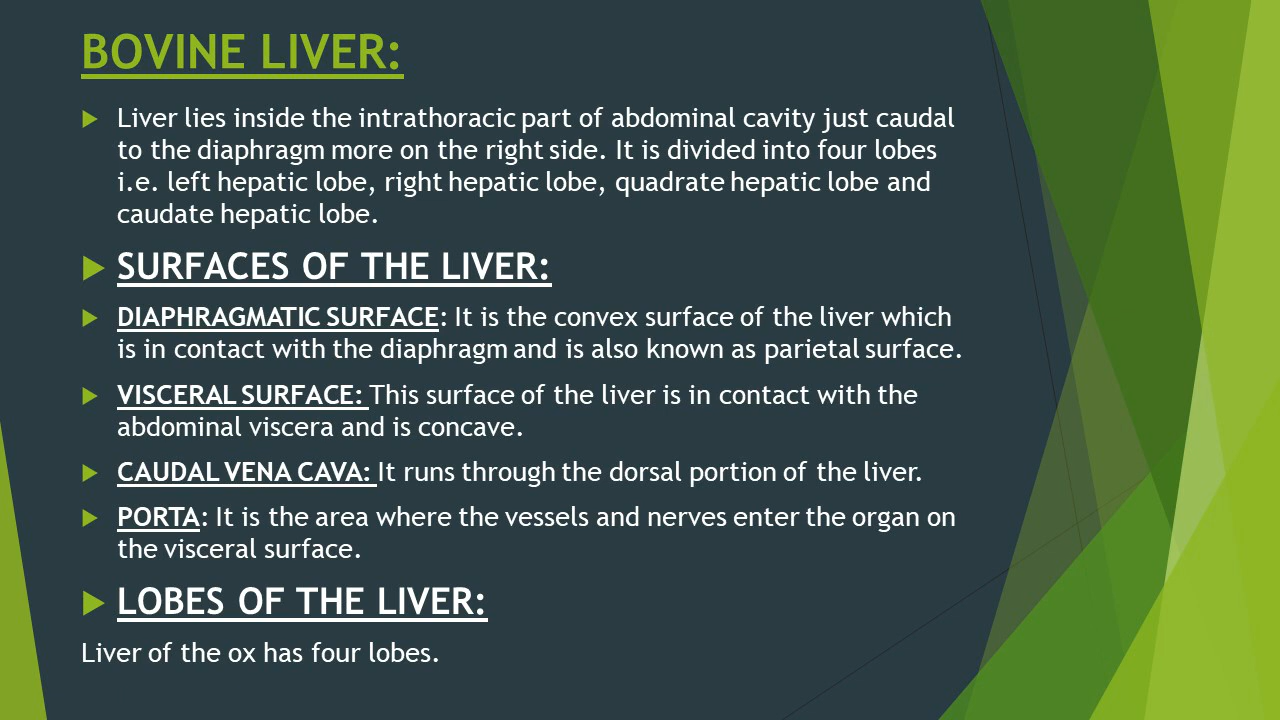 BOVINE LIVER:
Liver lies inside the intrathoracic part of abdominal cavity just caudal
to the diaphragm more on the right side. It is divided into four lobes
i.e. left hepatic lobe, right hepatic lobe, quadrate hepatic lobe and
caudate hepatic lobe.
SURFACES OF THE LIVER:
DIAPHRAGMATIC SURFACE: It is the convex surface of the liver which
is in contact with the diaphragm and is also known as parietal surface.
VISCERAL SURFACE: This surface of the liver is in contact with the
abdominal viscera and is concave.
CAUDAL VENA CAVA: It runs through the dorsal portion of the liver.
PORTA: It is the area where the vessels and nerves enter the organ on
the visceral surface.
LOBES OF THE LIVER:
Liver of the ox has four lobes.